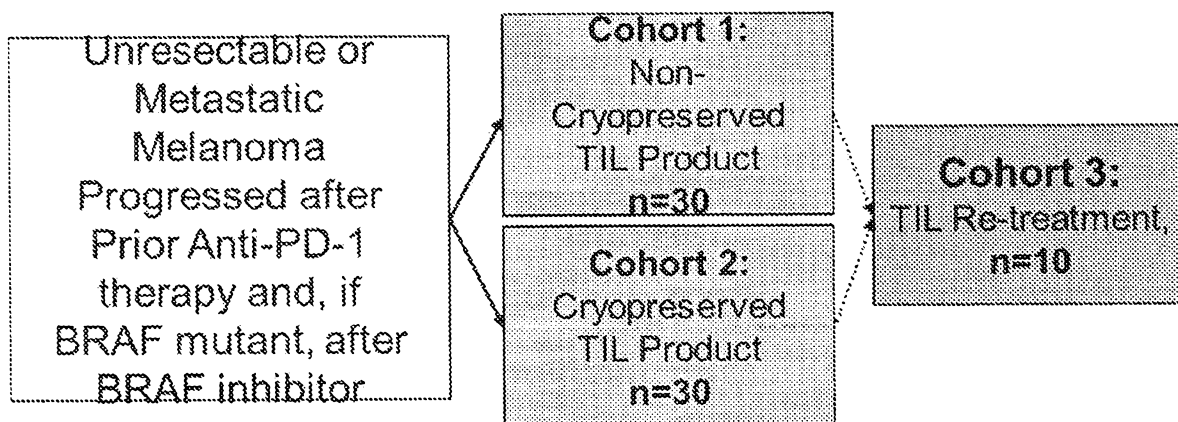 Unresectable or
Metastatic
Melanoma
Progressed after
Prior Anti-PD-1
therapy and, if
BRAF mutant, after
BRAF inhibitor
Cohort 1:
Non-
Cryopreserved
TIL Product
n=30
Cohort 2:
Cryopreserved
TIL Product
n=30
Cohort 3:
TIL Re-treatment,
n=10